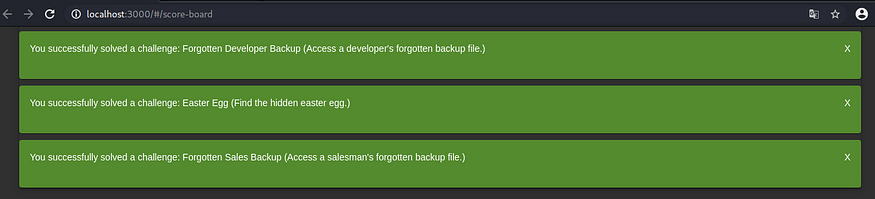 localhost:3000/#/score-board
You successfully solved a challenge: Forgotten Developer Backup (Access a developer's forgotten backup file.) X
You successfully solved a challenge: Easter Egg (Find the hidden easter egg.) X
You successfully solved a challenge: Forgotten Sales Backup (Access a salesman's forgotten backup file.) X